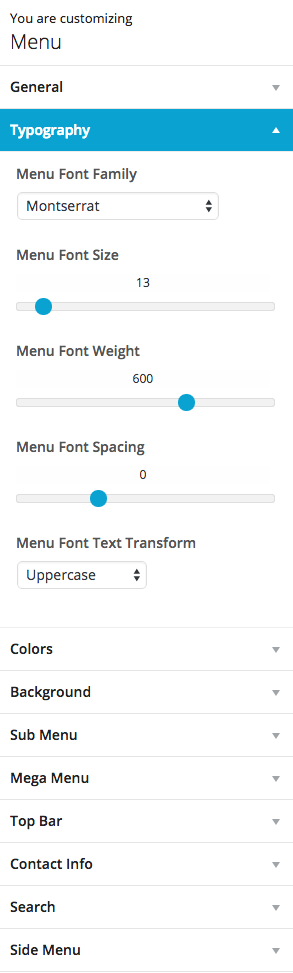 You are customizing
Menu
General
Typography
Menu Font Family
Montserrat
Menu Font Size
13
Menu Font Weight
600
Menu Font Spacing
0
Menu Font Text Transform
Uppercase
Colors
Background
Sub Menu
Mega Menu
Top Bar
Contact Info
Search
Side Menu